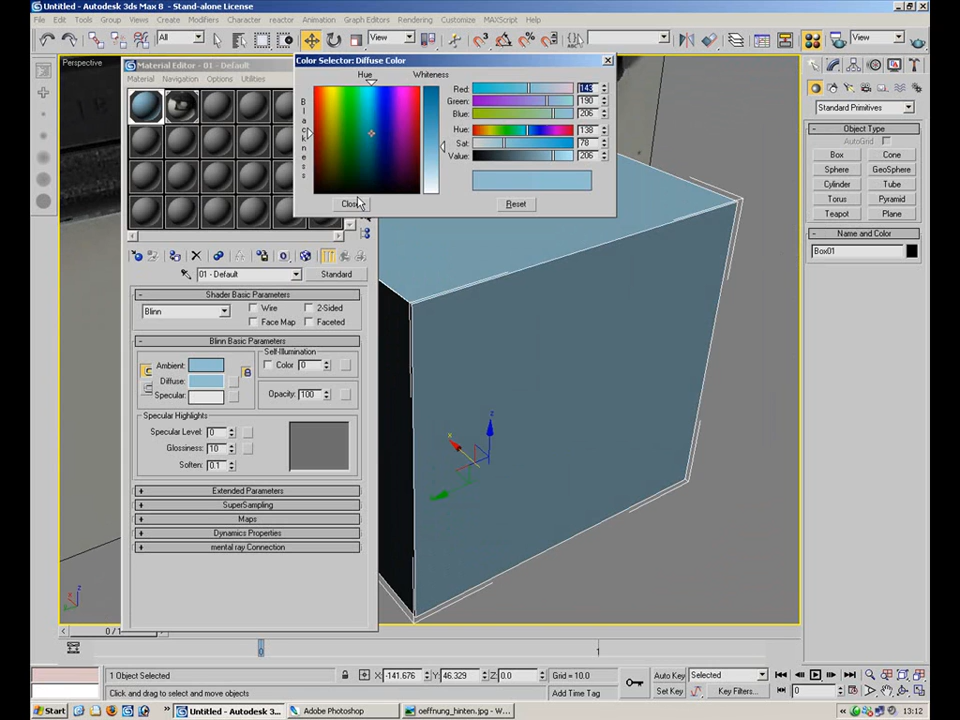 Untitled - Autodesk 3ds Max 8 - Stand-alone License
File Edit Tools Group Views Create Modifiers Character reactor Animation Graph Editors Rendering Customize MAXScript Help
All
View
View
Perspective
Material Editor - 01 - Default
Material Navigation Options Utilities
Color Selector: Diffuse Color
Hue
Whiteness
Blackness
Red: 143
Green: 190
Blue: 206
Hue: 138
Sat: 78
Value: 206
Close
Reset
01 - Default
Standard
Shader Basic Parameters
Blinn
Wire
2-Sided
Face Map
Faceted
Blinn Basic Parameters
Self-Illumination
Ambient:
Color 0
Diffuse:
Specular:
Opacity: 100
Specular Highlights
Specular Level: 0
Glossiness: 10
Soften: 0.1
Extended Parameters
SuperSampling
Maps
Dynamics Properties
mental ray Connection
Standard Primitives
Object Type
AutoGrid
Box Cone
Sphere GeoSphere
Cylinder Tube
Torus Pyramid
Teapot Plane
Name and Color
Box01
x
z
z
0 / 1
0
1
1 Object Selected
X: -141.676 Y: 46.329 Z: 0.0
Grid = 10.0
Auto Key
Selected
Click and drag to select and move objects
Add Time Tag
Set Key
Key Filters...
0
Start
Untitled - Autodesk 3...
Adobe Photoshop
oeffnung_hinten.jpg - W...
13:12